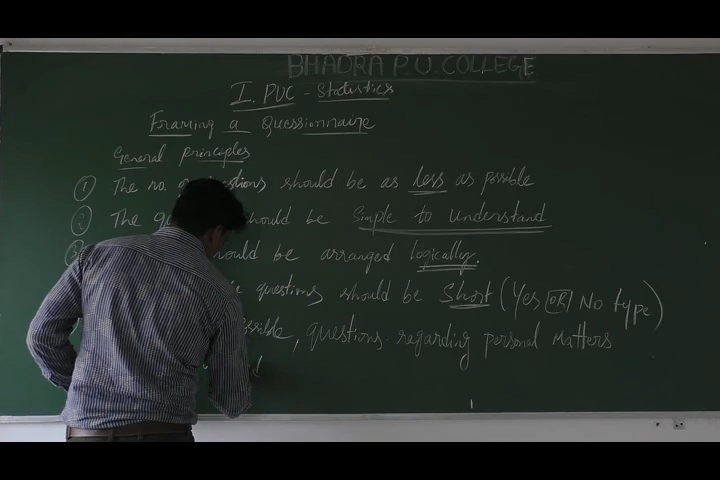 BHADRA P.U. COLLEGE
I. PUC - Statistics
Framing a Questionnaire
General principles
① The no. questions should be as less as possible
② The should be Simple to understand
③ should be arranged logically.
questions should be Short (Yes OR No type)
, questions regarding personal Matters